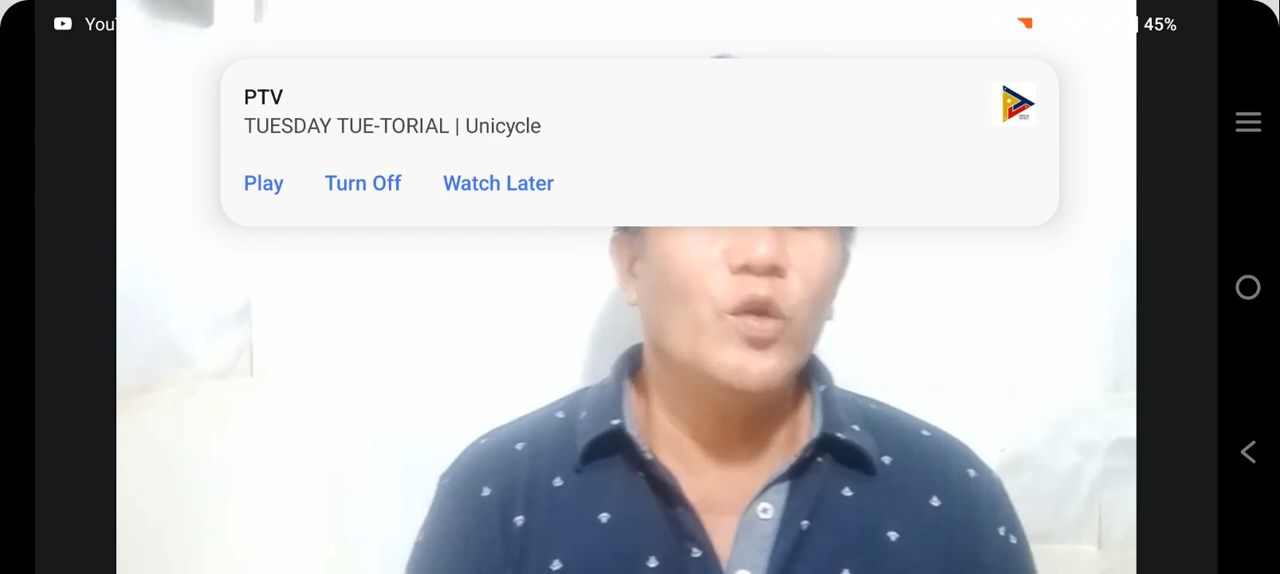 45%
PTV
TUESDAY TUE-TORIAL | Unicycle
Play Turn Off Watch Later